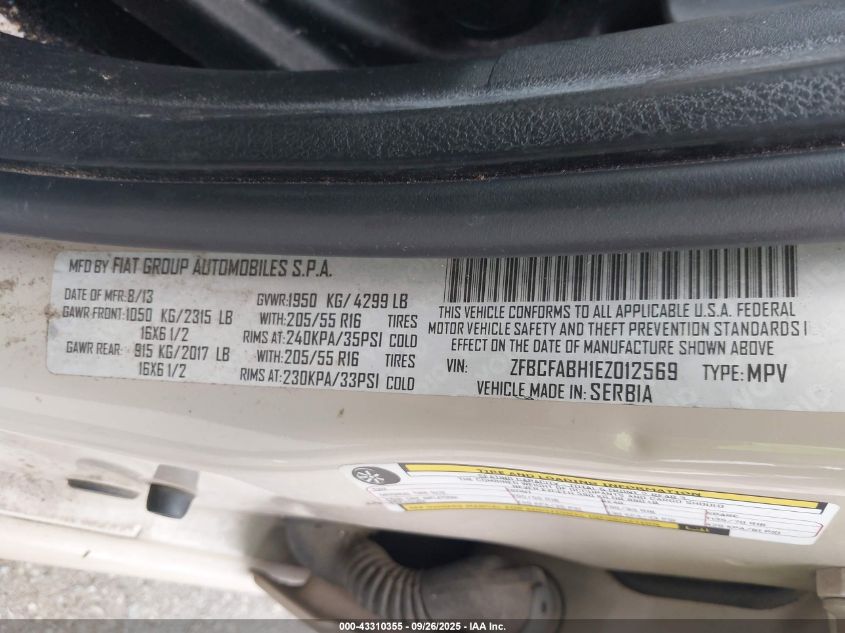 MFD BY FIAT GROUP AUTOMOBILES S.P.A.
DATE OF MFR:8/13 GVWR:1950 KG/ 4299 LB
GAWR FRONT:1050 KG/2315 LB WITH:205/55 R16 TIRES
16X6 1/2 RIMS AT:240KPA/35PSI COLD
GAWR REAR: 915 KG/2017 LB WITH:205/55 R16 TIRES
16X6 1/2 RIMS AT:230KPA/33PSI COLD
THIS VEHICLE CONFORMS TO ALL APPLICABLE U.S.A. FEDERAL
MOTOR VEHICLE SAFETY AND THEFT PREVENTION STANDARDS I
EFFECT ON THE DATE OF MANUFACTURE SHOWN ABOVE
VIN: ZFBCFABH1EZ012569 TYPE:MPV
VEHICLE MADE IN:SERBIA
TIRE AND LOADING INFORMATION
000-43310355 - 09/26/2025 - IAA Inc.